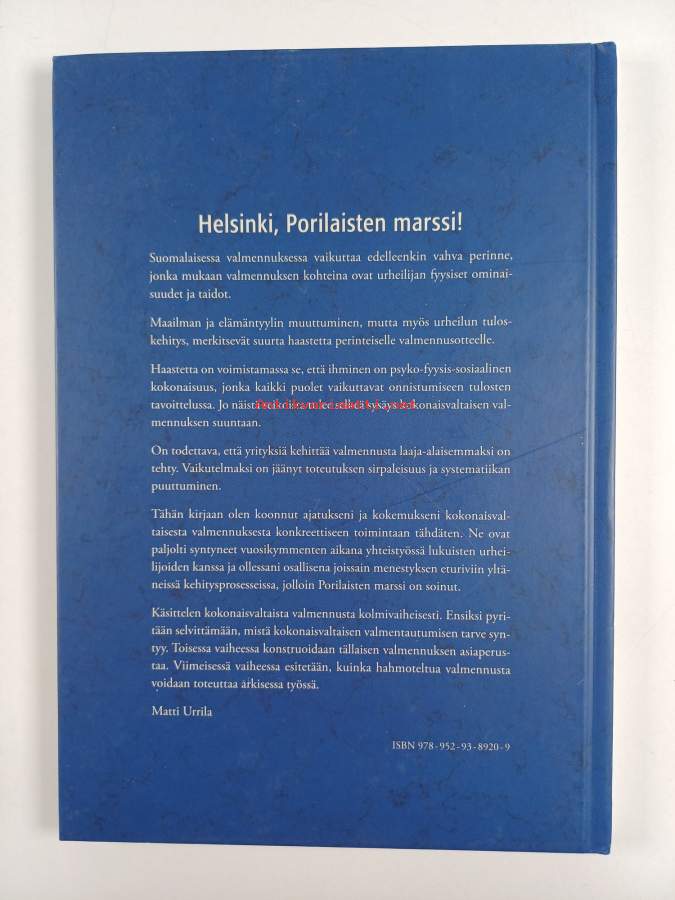 Helsinki, Porilaisten marssi!
Suomalaisessa valmennuksessa vaikuttaa edelleenkin vahva perinne,
jonka mukaan valmennuksen kohteina ovat urheilijan fyysiset ominai-
suudet ja taidot.
Maailman ja elämäntyylin muuttuminen, mutta myös urheilun tulos-
kehitys, merkitsevät suurta haastetta perinteiselle valmennusotteelle.
Haastetta on voimistamassa se, että ihminen on psyko-fyysis-sosiaalinen
kokonaisuus, jonka kaikki puolet vaikuttavat onnistumiseen tulosten
tavoittelussa. Jo näistä kokonaisvaltaisen val-
mennuksen suuntaan.
On todettava, että yrityksiä kehittää valmennusta laaja-alaisemmaksi on
tehty. Vaikutelmaksi on jäänyt toteutuksen sirpaleisuus ja systematiikan
puuttuminen.
Tähän kirjaan olen koonnut ajatukseni ja kokemukseni kokonaisval-
taisesta valmennuksesta konkreettiseen toimintaan tähdäten. Ne ovat
paljolti syntyneet vuosikymmenten aikana yhteistyössä lukuisten urhei-
lijoiden kanssa ja ollessani osallisena joissain menestyksen eturiviin yltä-
neissä kehitysprosesseissa, jolloin Porilaisten marssi on soinut.
Käsittelen kokonaisvaltaista valmennusta kolmivaiheisesti. Ensiksi pyri-
tään selvittämään, mistä kokonaisvaltaisen valmentautumisen tarve syn-
tyy. Toisessa vaiheessa konstruoidaan tällaisen valmennuksen asiaperus-
taa. Viimeisessä vaiheessa esitetään, kuinka hahmoteltua valmennusta
voidaan toteuttaa arkisessa työssä.
Matti Urrila
ISBN 978-952-93-8920-9